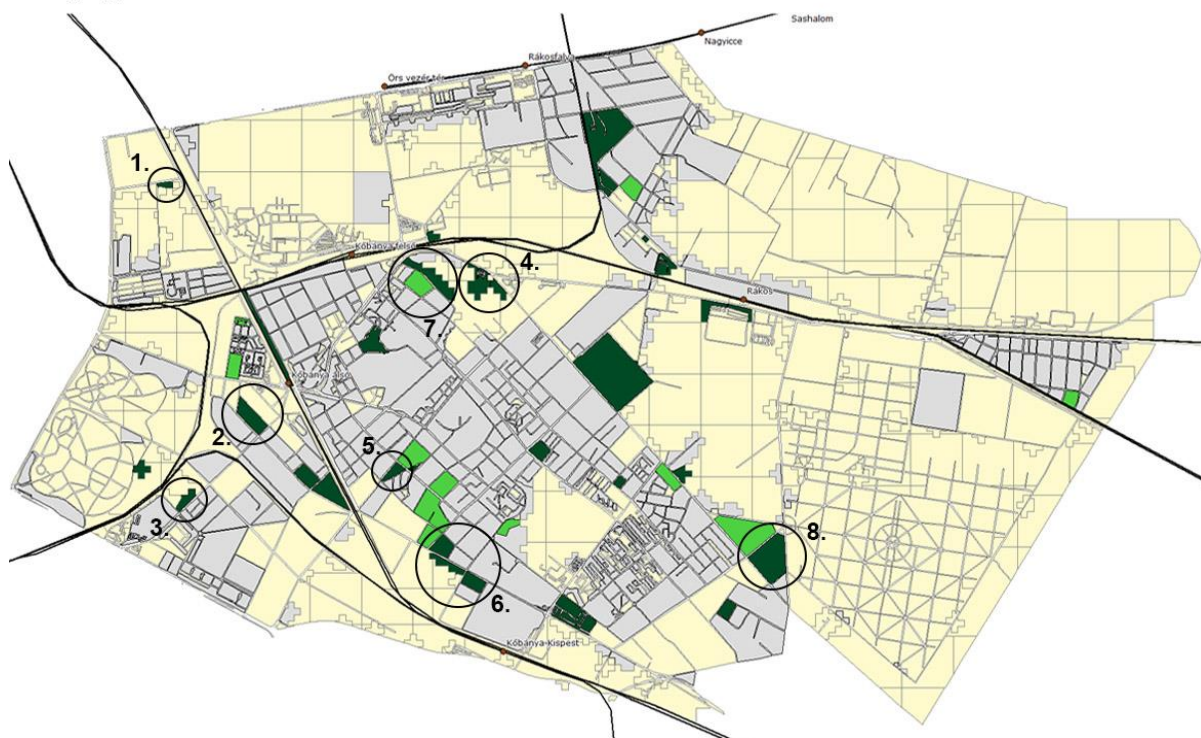 Sashalom
Nagyicce
Rákosfalva
Örs vezér tér
1.
Kőbánya felső
4.
7.
Rákos
Kőbánya alsó
2.
5.
3.
8.
6.
Kőbánya-Kispest